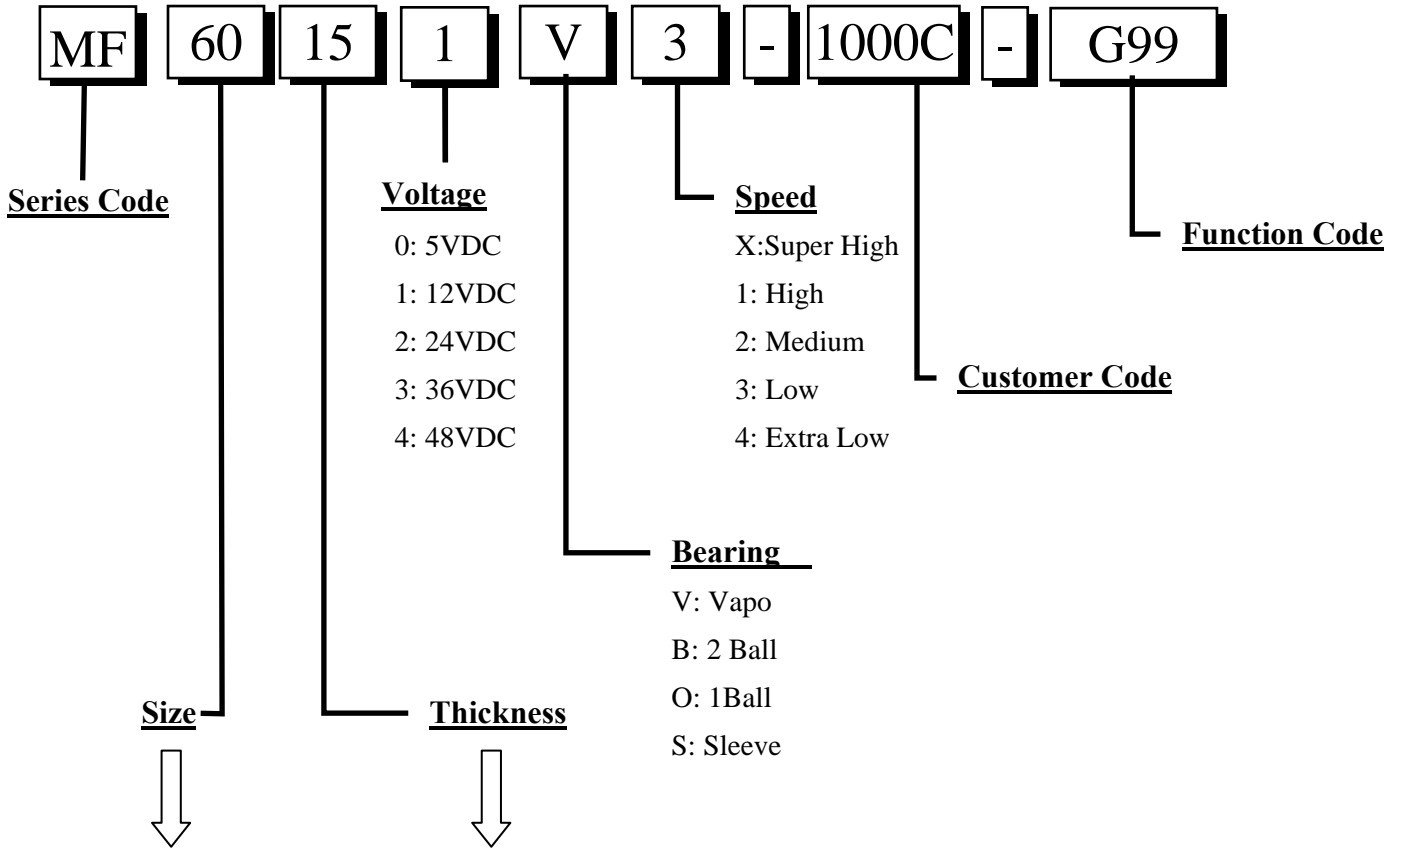 MF 60 15 1 V 3 - 1000C - G99
Series Code
Voltage
0: 5VDC
1: 12VDC
2: 24VDC
3: 36VDC
4: 48VDC
Speed
X:Super High
1: High
2: Medium
3: Low
4: Extra Low
Function Code
Customer Code
Bearing
V: Vapo
B: 2 Ball
O: 1Ball
S: Sleeve
Size
Thickness